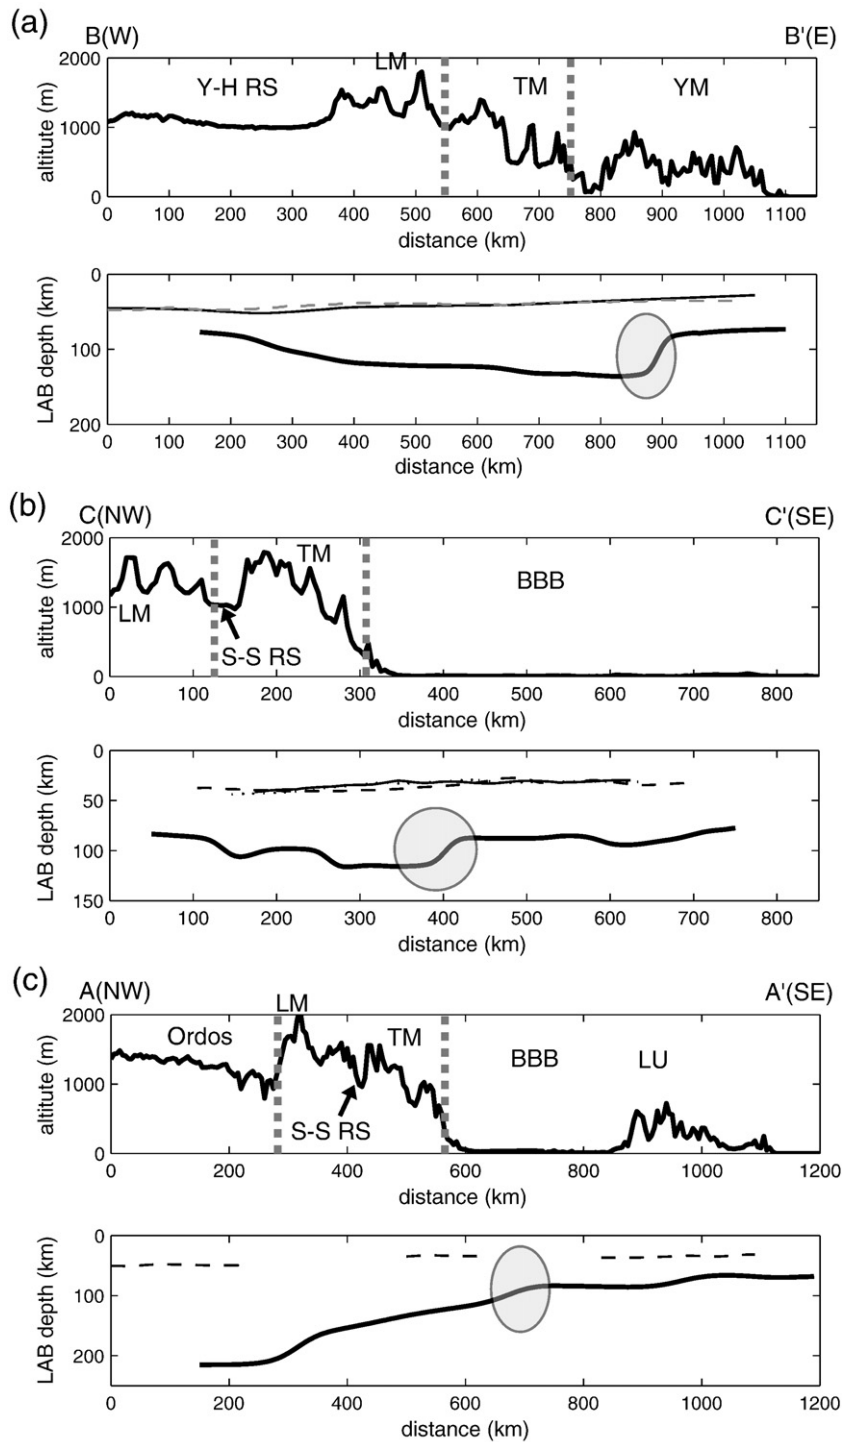 (a)
B(W) B'(E)
2000
1000
0
altitute (m)
Y-H RS LM TM YM
0 100 200 300 400 500 600 700 800 900 1000 1100
distance (km)
0
100
200
LAB depth (km)
0 100 200 300 400 500 600 700 800 900 1000 1100
distance (km)
(b)
C(NW) C'(SE)
2000
1000
0
altitute (m)
LM TM BBB
S-S RS
0 100 200 300 400 500 600 700 800
distance (km)
0
50
100
150
LAB depth (km)
0 100 200 300 400 500 600 700 800
distance (km)
(c)
A(NW) A'(SE)
2000
1000
0
altitute (m)
Ordos LM TM BBB LU
S-S RS
0 200 400 600 800 1000 1200
distance (km)
0
100
200
LAB depth (km)
0 200 400 600 800 1000 1200
distance (km)